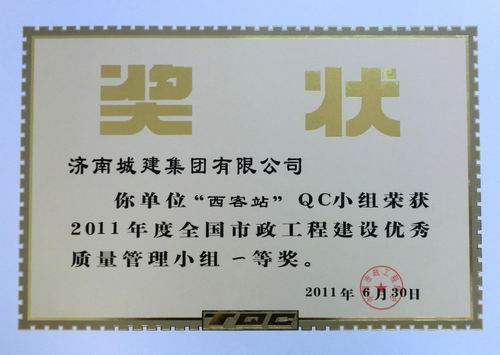 奖状
济南城建集团有限公司
你单位“西客站”QC小组荣获
2011年度全国市政工程建设优秀
质量管理小组一等奖。
2011年6月30日
TQC